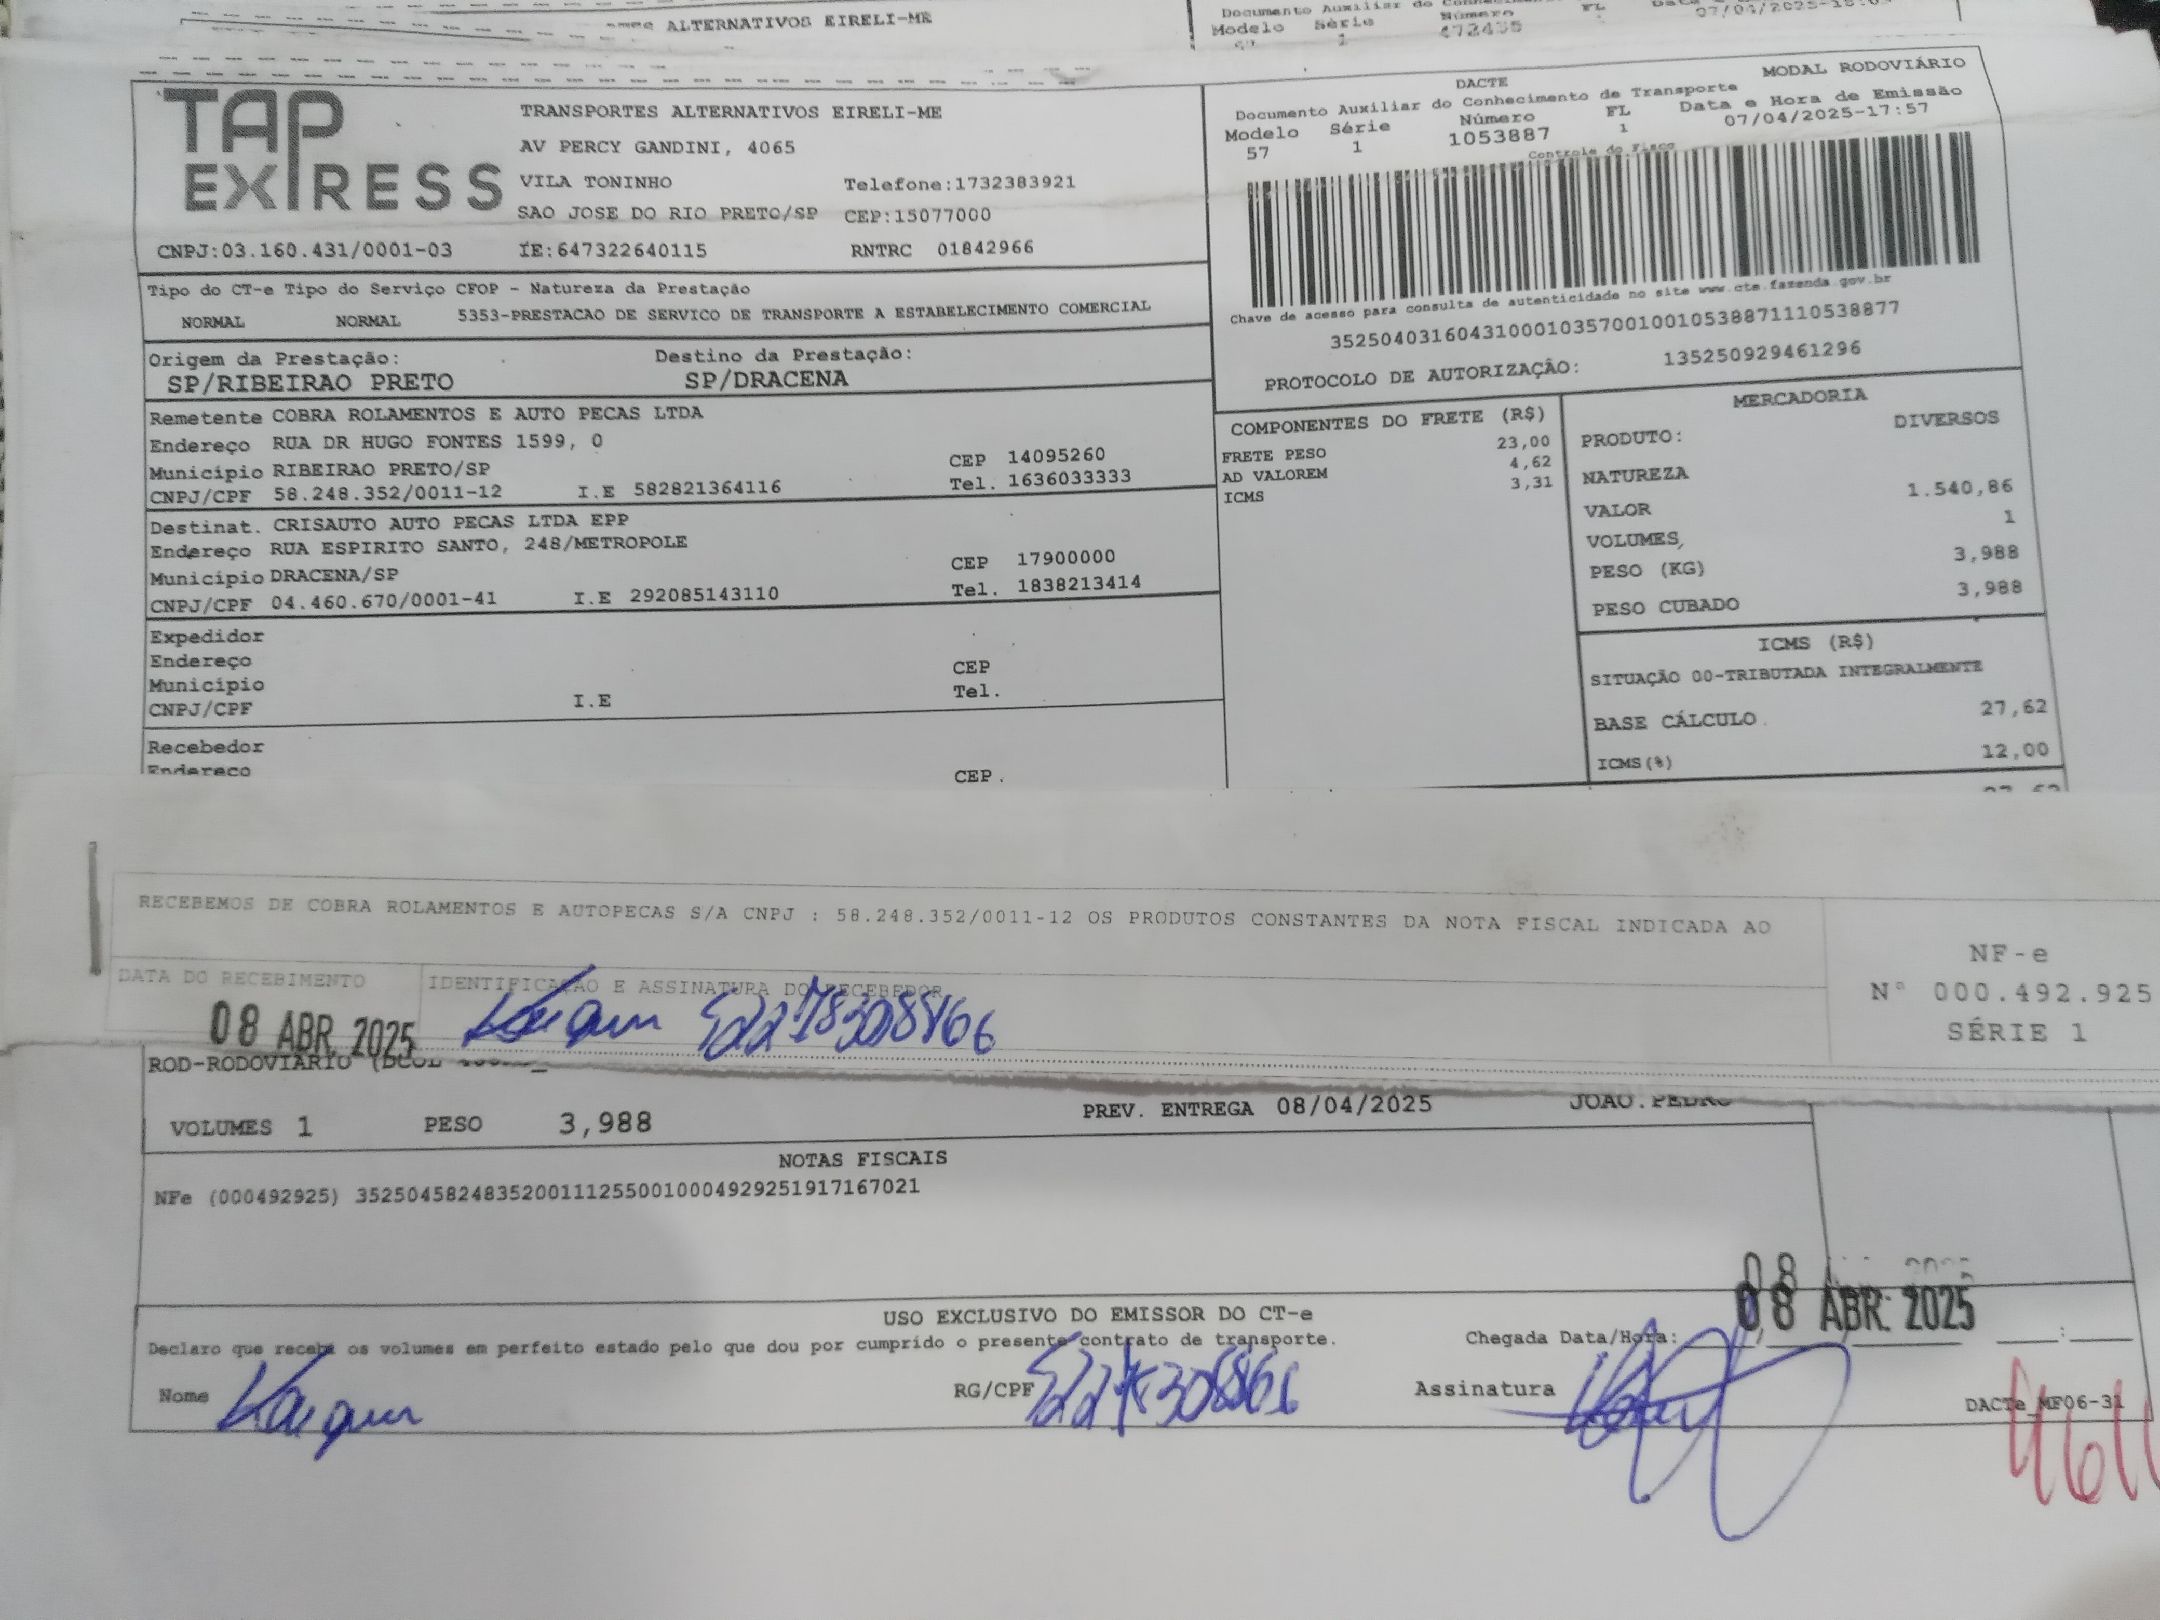 ALTERNATIVOS EIRELI-ME
Documento Auxiliar do
Modelo Série Número FL
1 472455 07/04/2025
TAP EXPRESS
TRANSPORTES ALTERNATIVOS EIRELI-ME
AV PERCY GANDINI, 4065
VILA TONINHO Telefone:1732383921
SAO JOSE DO RIO PRETO/SP CEP:15077000
CNPJ:03.160.431/0001-03 IE:647322640115 RNTRC 01842966
DACTE MODAL RODOVIÁRIO
Documento Auxiliar do Conhecimento de Transporte
Modelo Série Número FL Data e Hora de Emissão
57 1 1053887 1 07/04/2025-17:57
Controle do Fisco
Chave de acesso para consulta de autenticidade no site www.cte.fazenda.gov.br
35250403160431000103570010010538871110538877
PROTOCOLO DE AUTORIZAÇÃO: 135250929461296
Tipo do CT-e Tipo do Serviço CFOP - Natureza da Prestação
NORMAL NORMAL 5353-PRESTACAO DE SERVICO DE TRANSPORTE A ESTABELECIMENTO COMERCIAL
Origem da Prestação: Destino da Prestação:
SP/RIBEIRAO PRETO SP/DRACENA
Remetente COBRA ROLAMENTOS E AUTO PECAS LTDA
Endereço RUA DR HUGO FONTES 1599, 0
Município RIBEIRAO PRETO/SP CEP 14095260
CNPJ/CPF 58.248.352/0011-12 I.E 582821364116 Tel. 1636033333
Destinat. CRISAUTO AUTO PECAS LTDA EPP
Endereço RUA ESPIRITO SANTO, 248/METROPOLE
Município DRACENA/SP CEP 17900000
CNPJ/CPF 04.460.670/0001-41 I.E 292085143110 Tel. 1838213414
Expedidor
Endereço
Município CEP
CNPJ/CPF I.E Tel.
Recebedor
Endereço CEP.
COMPONENTES DO FRETE (R$)
FRETE PESO 23,00
AD VALOREM 4,62
ICMS 3,31
MERCADORIA
PRODUTO: DIVERSOS
NATUREZA
VALOR 1.540,86
VOLUMES, 1
PESO (KG) 3,988
PESO CUBADO 3,988
ICMS (R$)
SITUAÇÃO 00-TRIBUTADA INTEGRALMENTE
BASE CÁLCULO 27,62
ICMS(%) 12,00
RECEBEMOS DE COBRA ROLAMENTOS E AUTOPECAS S/A CNPJ : 58.248.352/0011-12 OS PRODUTOS CONSTANTES DA NOTA FISCAL INDICADA AO
DATA DO RECEBIMENTO IDENTIFICAÇÃO E ASSINATURA DO RECEBEDOR
08 ABR 2025
NF-e
N° 000.492.925
SÉRIE 1
ROD-RODOVIARIO
VOLUMES 1 PESO 3,988 PREV. ENTREGA 08/04/2025 JOAO.PEDRO
NOTAS FISCAIS
NFe (000492925) 35250458248352001112550010004929251917167021
08
08 ABR 2025
USO EXCLUSIVO DO EMISSOR DO CT-e
Declaro que recebi os volumes em perfeito estado pelo que dou por cumprido o presente contrato de transporte. Chegada Data/Hora:
Nome RG/CPF Assinatura
DACTe_MF06-31